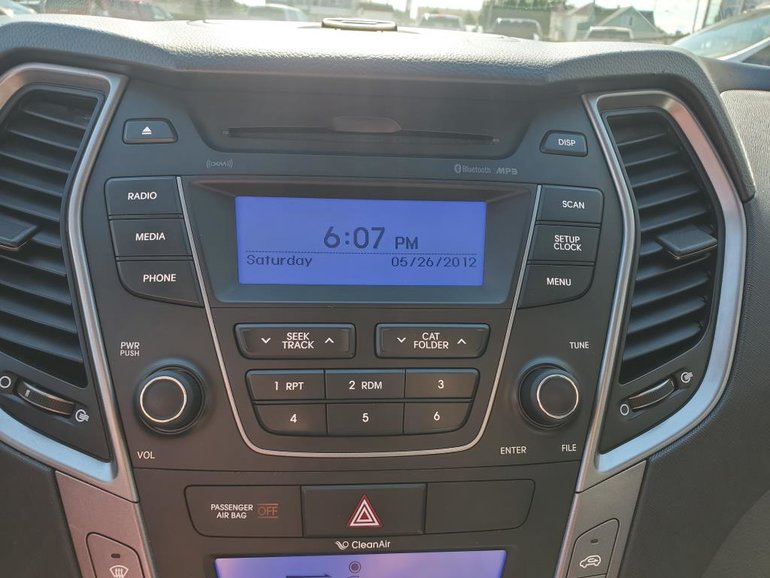 DISP
((XM))
Bluetooth MP3
RADIO
SCAN
6:07 PM
MEDIA
SETUP
CLOCK
Saturday 05/26/2012
PHONE
MENU
SEEK
TRACK
CAT
FOLDER
PWR
PUSH
TUNE
1 RPT
2 RDM
3
4
5
6
VOL
ENTER
FILE
PASSENGER
AIR BAG OFF
CleanAir